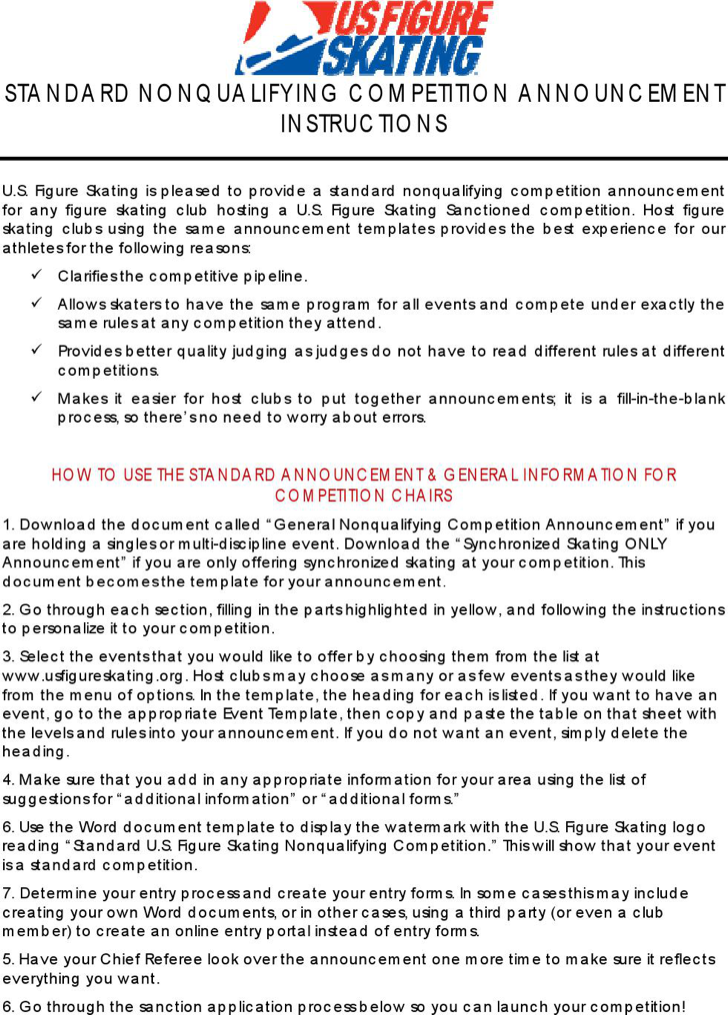 US FIGURE
SKATING
STANDARD NONQUALIFYING COMPETITION ANNOUNCEMENT
INSTRUCTIONS
U.S. Figure Skating is pleased to provide a standard nonqualifying competition announcement
for any figure skating club hosting a U.S. Figure Skating Sanctioned competition. Host figure
skating clubs using the same announcement templates provides the best experience for our
athletes for the following reasons:
✓ Clarifies the competitive pipeline.
✓ Allows skaters to have the same program for all events and compete under exactly the
same rules at any competition they attend.
✓ Provides better quality judging as judges do not have to read different rules at different
competitions.
✓ Makes it easier for host clubs to put together announcements; it is a fill-in-the-blank
process, so there's no need to worry about errors.
HOW TO USE THE STANDARD ANNOUNCEMENT & GENERAL INFORMATION FOR
COMPETITION CHAIRS
1. Download the document called “General Nonqualifying Competition Announcement” if you
are holding a singles or multi-discipline event. Download the “Synchronized Skating ONLY
Announcement” if you are only offering synchronized skating at your competition. This
document becomes the template for your announcement.
2. Go through each section, filling in the parts highlighted in yellow, and following the instructions
to personalize it to your competition.
3. Select the events that you would like to offer by choosing them from the list at
www.usfigureskating.org. Host clubs may choose as many or as few events as they would like
from the menu of options. In the template, the heading for each is listed. If you want to have an
event, go to the appropriate Event Template, then copy and paste the table on that sheet with
the levels and rules into your announcement. If you do not want an event, simply delete the
heading.
4. Make sure that you add in any appropriate information for your area using the list of
suggestions for “additional information” or “additional forms.”
6. Use the Word document template to display the watermark with the U.S. Figure Skating logo
reading “Standard U.S. Figure Skating Nonqualifying Competition.” This will show that your event
is a standard competition.
7. Determine your entry process and create your entry forms. In some cases this may include
creating your own Word documents, or in other cases, using a third party (or even a club
member) to create an online entry portal instead of entry forms.
5. Have your Chief Referee look over the announcement one more time to make sure it reflects
everything you want.
6. Go through the sanction application process below so you can launch your competition!